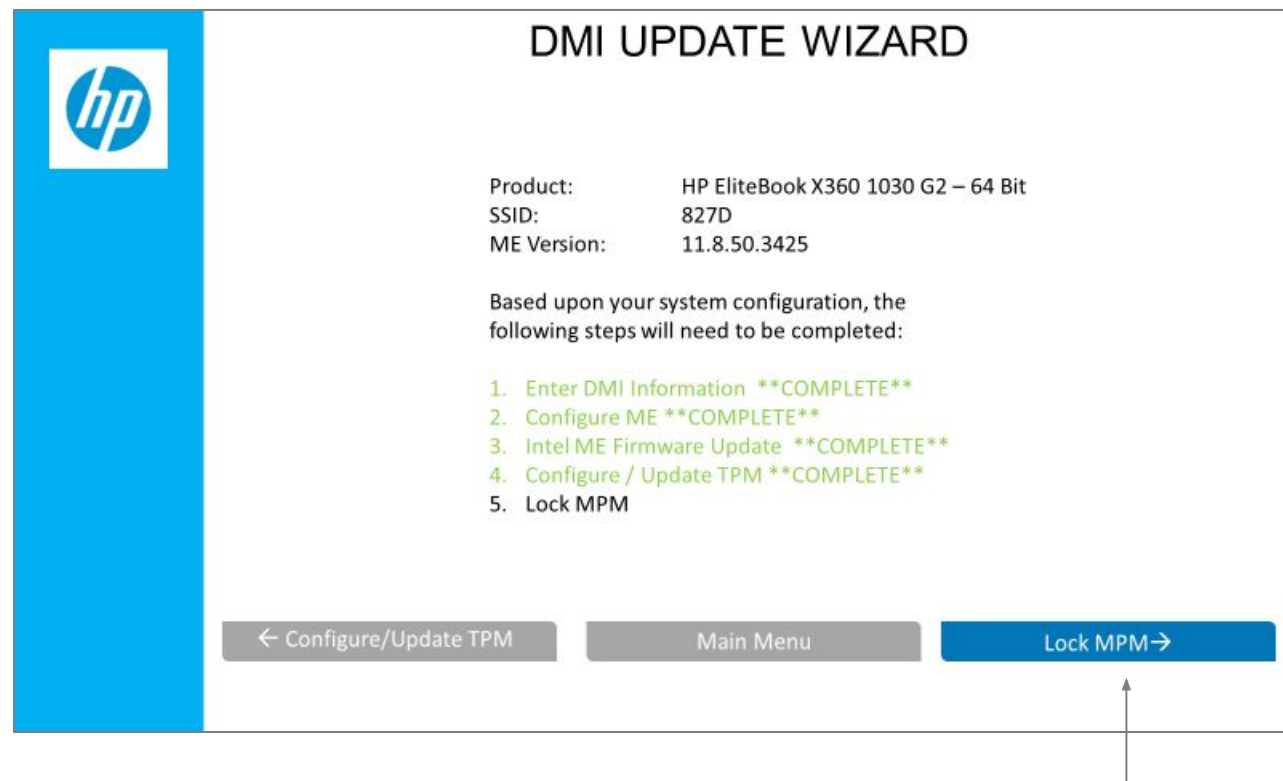 DMI UPDATE WIZARD
hp
Product: HP EliteBook X360 1030 G2 – 64 Bit
SSID: 827D
ME Version: 11.8.50.3425
Based upon your system configuration, the
following steps will need to be completed:
1. Enter DMI Information **COMPLETE**
2. Configure ME **COMPLETE**
3. Intel ME Firmware Update **COMPLETE**
4. Configure / Update TPM **COMPLETE**
5. Lock MPM
← Configure/Update TPM
Main Menu
Lock MPM→